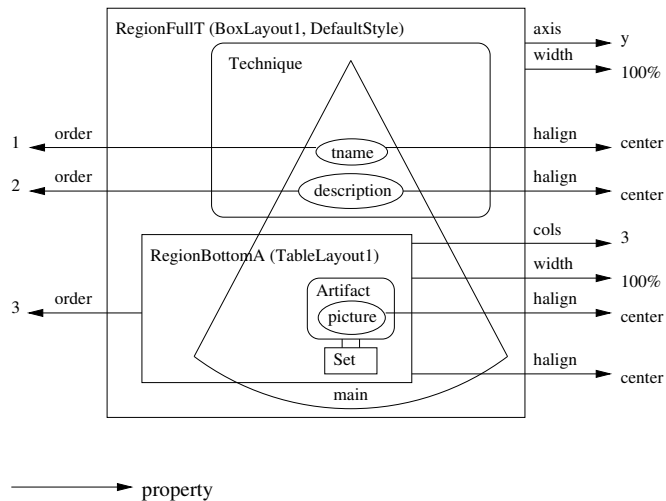 RegionFullT (BoxLayout1, DefaultStyle)
axis
y
width
100%
Technique
1
order
tname
halign
center
2
order
description
halign
center
cols
3
RegionBottomA (TableLayout1)
width
100%
Artifact
3
order
picture
halign
center
Set
halign
center
main
property